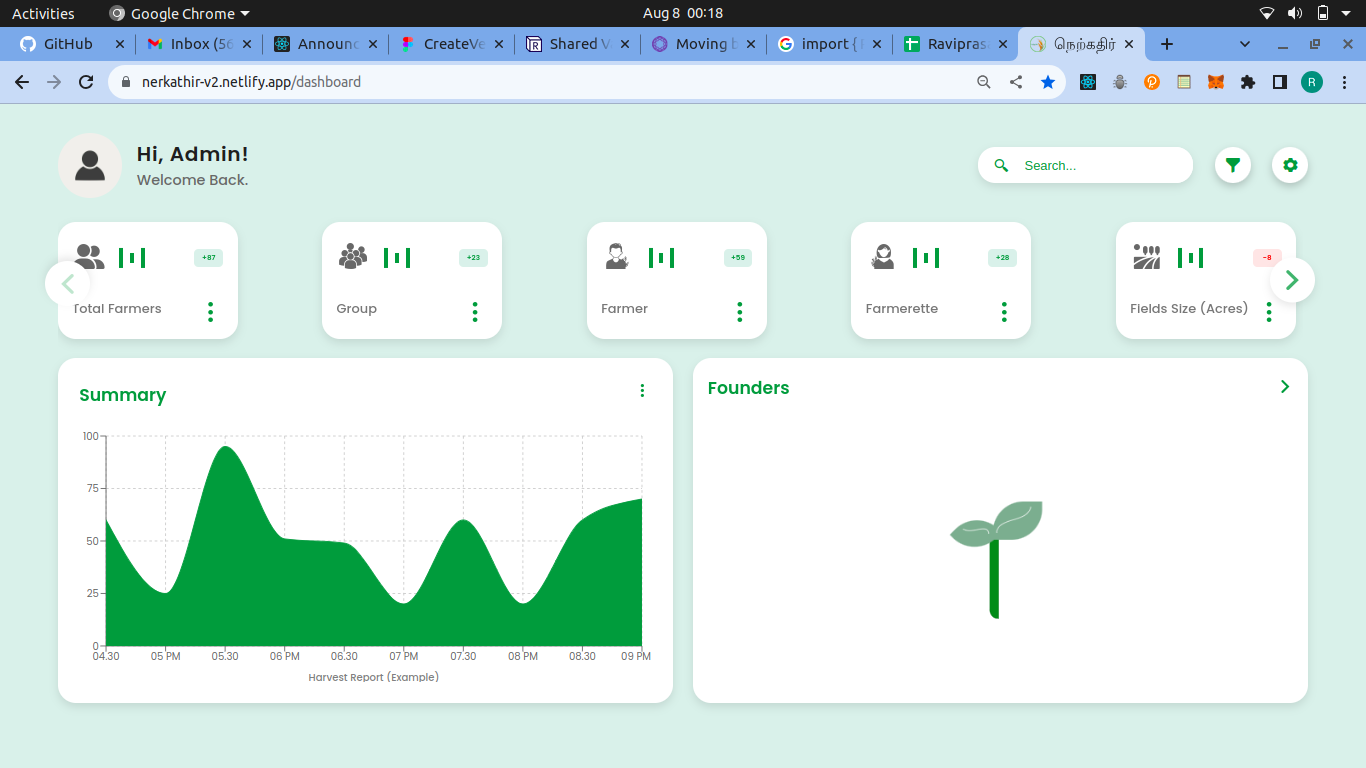 Activities Google Chrome Aug 8 00:18
GitHub Inbox (56 Announc CreateVe Shared V Moving b import { Raviprasa நெற்கதிர்
nerkathir-v2.netlify.app/dashboard R
Hi, Admin!
Welcome Back.
Search...
+87 +23 +59 +28 -8
Total Farmers Group Farmer Farmerette Fields Size (Acres)
Summary
100
75
50
25
0
04.30 05 PM 05.30 06 PM 06.30 07 PM 07.30 08 PM 08.30 09 PM
Harvest Report (Example)
Founders